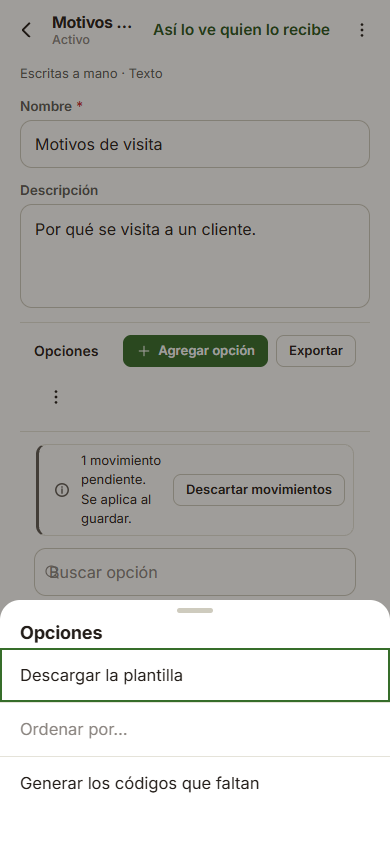 Motivos ...
Así lo ve quien lo recibe
Activo
Escritas a mano · Texto
Nombre *
Motivos de visita
Descripción
Por qué se visita a un cliente.
Opciones
+ Agregar opción
Exportar
1 movimiento
pendiente.
Se aplica al
guardar.
Descartar movimientos
Buscar opción
Opciones
Descargar la plantilla
Ordenar por...
Generar los códigos que faltan